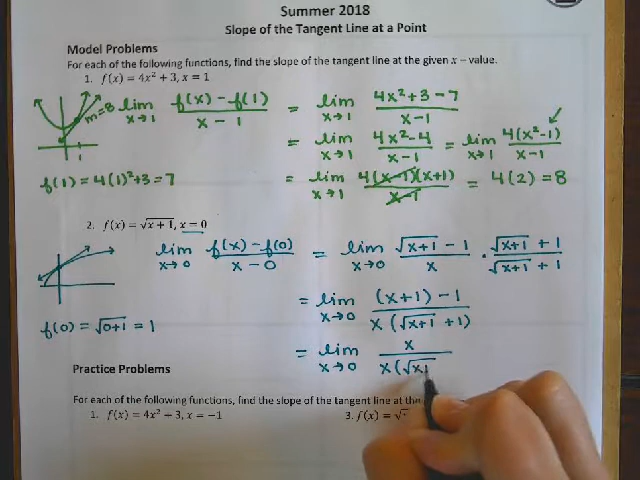 Summer 2018
Slope of the Tangent Line at a Point
Model Problems
For each of the following functions, find the slope of the tangent line at the given x – value.
1. f(x) = 4x² + 3, x = 1
m=8
lim x→1 f(x) – f(1) / x – 1 = lim x→1 4x²+3–7 / x–1
= lim x→1 4x²–4 / x–1 = lim x→1 4(x²–1) / x–1
f(1) = 4(1)²+3 = 7
= lim x→1 4(x–1)(x+1) / x–1 = 4(2) = 8
2. f(x) = √(x + 1), x = 0
lim x→0 f(x) – f(0) / x – 0 = lim x→0 √(x+1) – 1 / x · √(x+1) + 1 / √(x+1) + 1
= lim x→0 (x+1) – 1 / x(√(x+1) + 1)
f(0) = √(0+1) = 1
= lim x→0 x / x(√x
Practice Problems
For each of the following functions, find the slope of the tangent line at the
1. f(x) = 4x² + 3, x = −1
3. f(x) = √